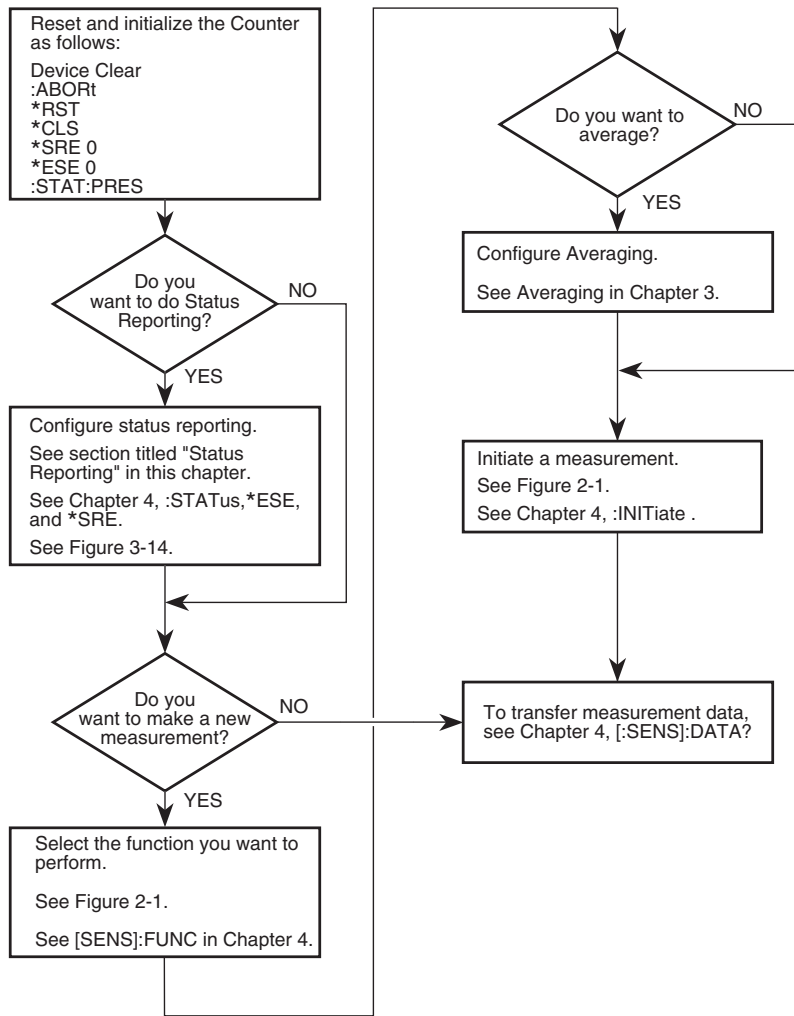 Reset and initialize the Counter
as follows:
Device Clear
:ABORt
*RST
*CLS
*SRE 0
*ESE 0
:STAT:PRES
Do you
want to do Status
Reporting?
NO
YES
Configure status reporting.
See section titled "Status
Reporting" in this chapter.
See Chapter 4, :STATus,*ESE,
and *SRE.
See Figure 3-14.
Do you
want to make a new
measurement?
NO
YES
Select the function you want to
perform.
See Figure 2-1.
See [SENS]:FUNC in Chapter 4.
Do you want to
average?
NO
YES
Configure Averaging.
See Averaging in Chapter 3.
Initiate a measurement.
See Figure 2-1.
See Chapter 4, :INITiate .
To transfer measurement data,
see Chapter 4, [:SENS]:DATA?